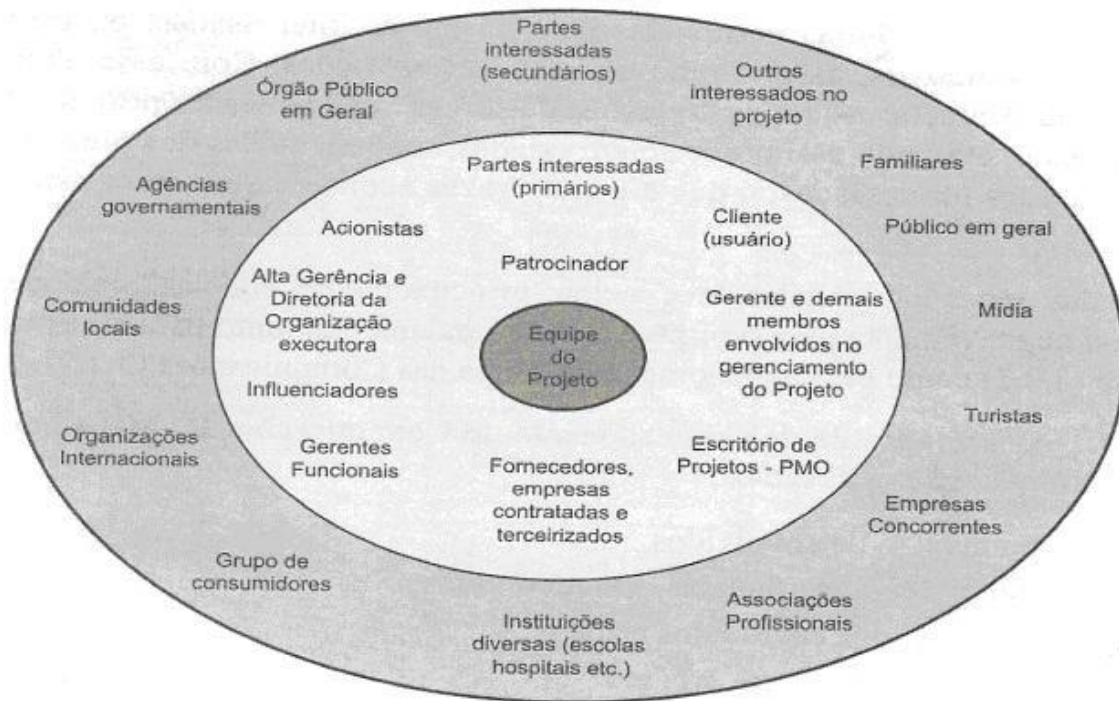 Partes
interessadas
(secundários)
Órgão Público
em Geral
Outros
interessados no
projeto
Agências
governamentais
Partes interessadas
(primários)
Familiares
Acionistas
Cliente
(usuário)
Público em geral
Patrocinador
Comunidades
locais
Alta Gerência e
Diretoria da
Organização
executora
Equipe
do
Projeto
Gerente e demais
membros
envolvidos no
gerenciamento
do Projeto
Mídia
Influenciadores
Organizações
Internacionais
Gerentes
Funcionais
Fornecedores,
empresas
contratadas e
terceirizados
Escritório de
Projetos - PMO
Turistas
Empresas
Concorrentes
Grupo de
consumidores
Instituições
diversas (escolas
hospitais etc.)
Associações
Profissionais